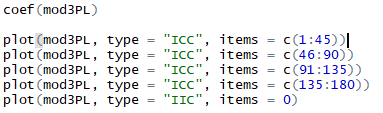 coef(mod3PL)
plot(mod3PL, type = "ICC", items = c(1:45))
plot(mod3PL, type = "ICC", items = c(46:90))
plot(mod3PL, type = "ICC", items = c(91:135))
plot(mod3PL, type = "ICC", items = c(135:180))
plot(mod3PL, type = "IIC", items = 0)